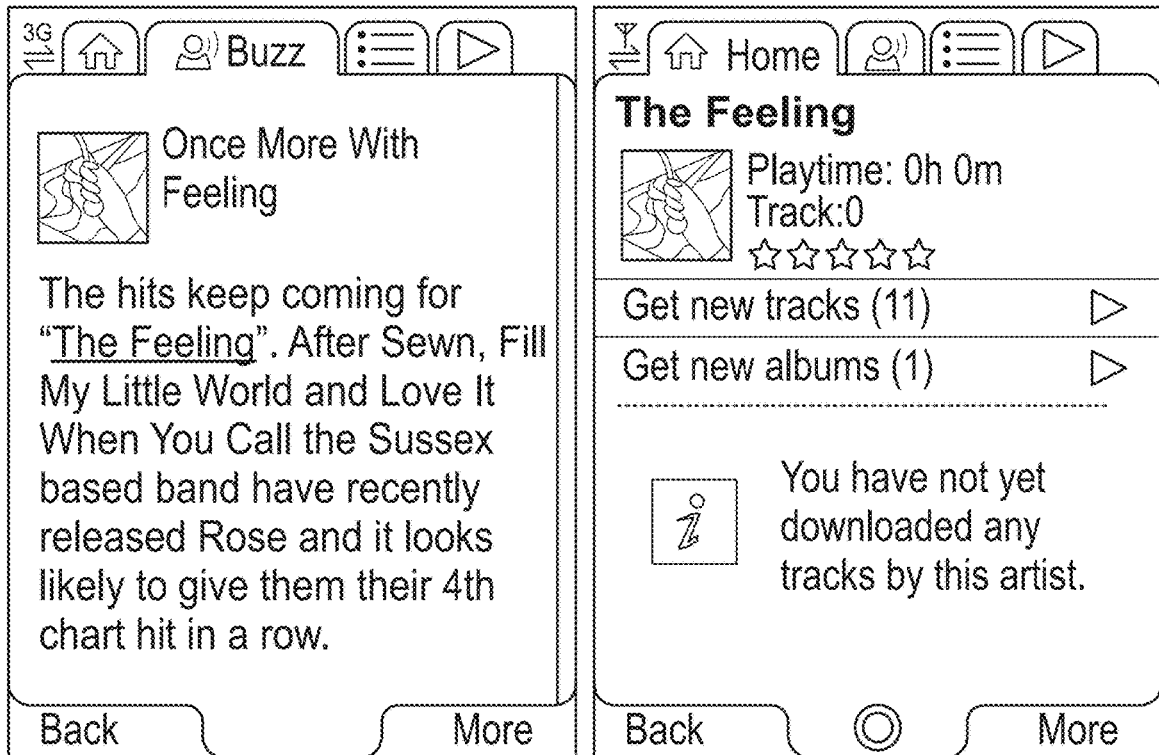 3G
Buzz
Once More With
Feeling
The hits keep coming for
“The Feeling”. After Sewn, Fill
My Little World and Love It
When You Call the Sussex
based band have recently
released Rose and it looks
likely to give them their 4th
chart hit in a row.
Back
More
Home
The Feeling
Playtime: 0h 0m
Track:0
Get new tracks (11)
Get new albums (1)
i
You have not yet
downloaded any
tracks by this artist.
Back
More